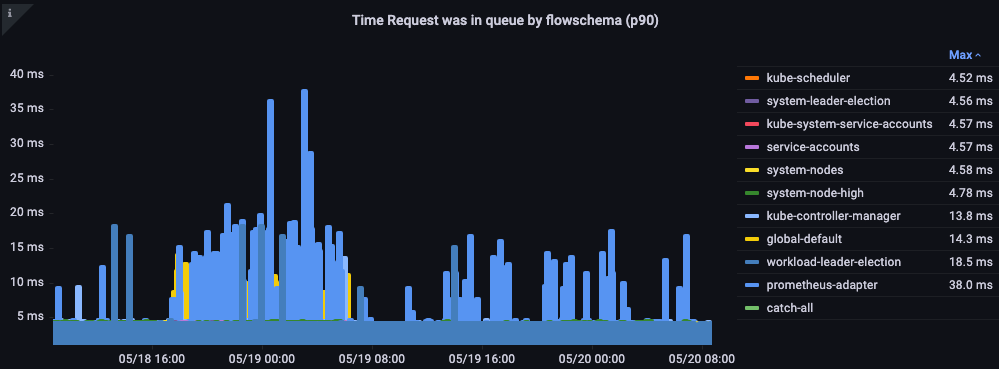 i
Time Request was in queue by flowschema (p90)
Max
40 ms
35 ms
30 ms
25 ms
20 ms
15 ms
10 ms
5 ms
05/18 16:00 05/19 00:00 05/19 08:00 05/19 16:00 05/20 00:00 05/20 08:00
kube-scheduler 4.52 ms
system-leader-election 4.56 ms
kube-system-service-accounts 4.57 ms
service-accounts 4.57 ms
system-nodes 4.58 ms
system-node-high 4.78 ms
kube-controller-manager 13.8 ms
global-default 14.3 ms
workload-leader-election 18.5 ms
prometheus-adapter 38.0 ms
catch-all